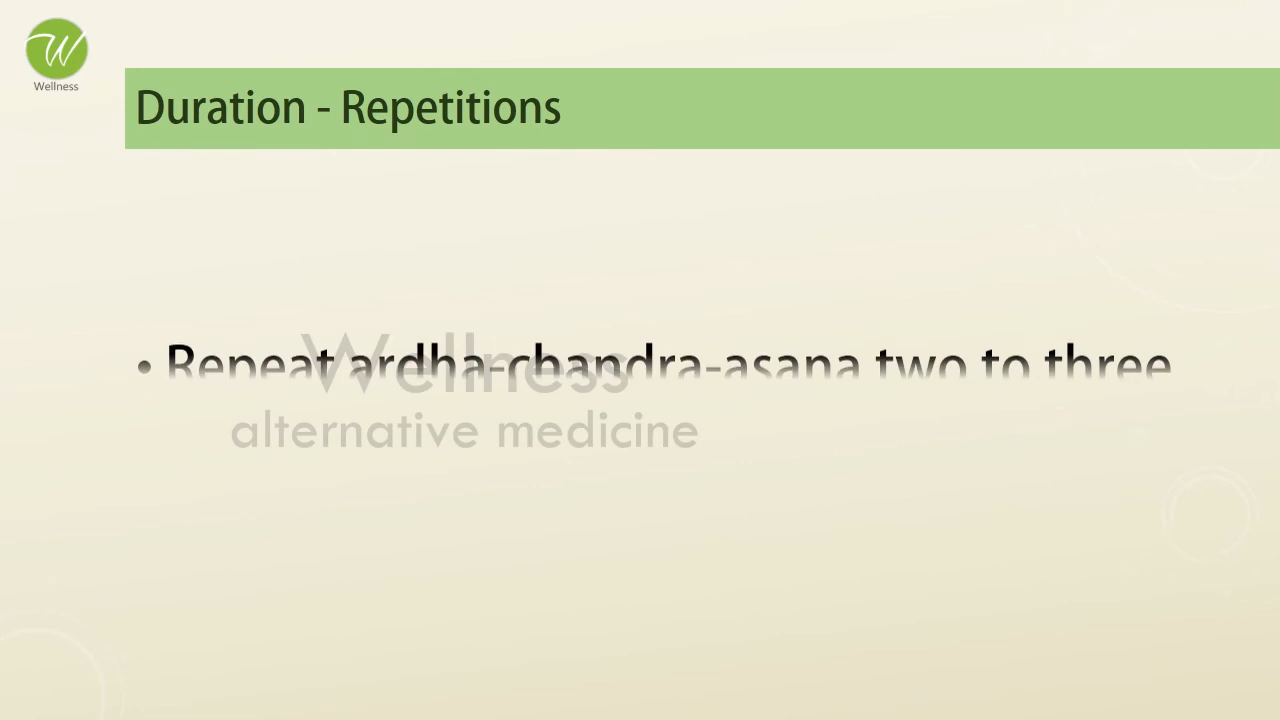 Wellness
Duration - Repetitions
• Repeat ardha-chandra-asana two to three
Wellness
alternative medicine